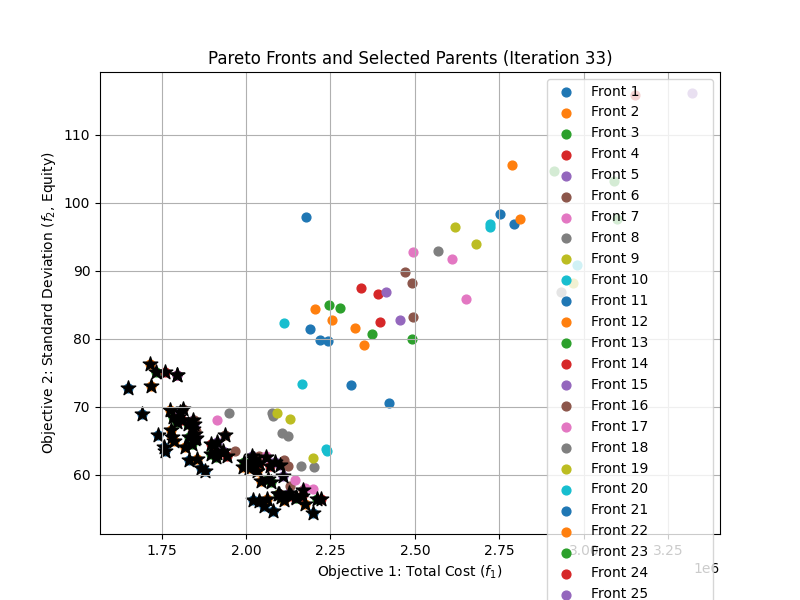 Pareto Fronts and Selected Parents (Iteration 33)
Objective 2: Standard Deviation (f₂, Equity)
110
100
90
80
70
60
1.75
2.00
2.25
2.50
2.75
3.00
3.25
1e6
Objective 1: Total Cost (f₁)
Front 1
Front 2
Front 3
Front 4
Front 5
Front 6
Front 7
Front 8
Front 9
Front 10
Front 11
Front 12
Front 13
Front 14
Front 15
Front 16
Front 17
Front 18
Front 19
Front 20
Front 21
Front 22
Front 23
Front 24
Front 25